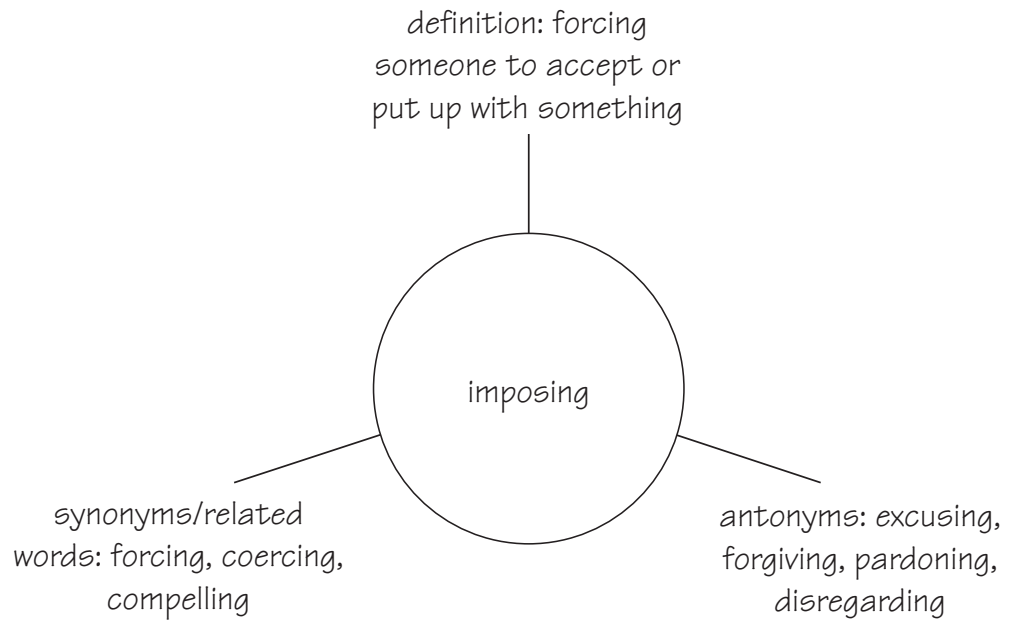 definition: forcing
someone to accept or
put up with something
imposing
synonyms/related
words: forcing, coercing,
compelling
antonyms: excusing,
forgiving, pardoning,
disregarding